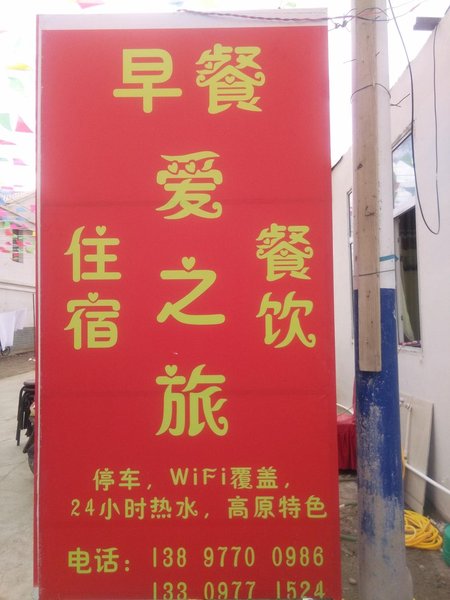 早餐
爱之旅
住宿
餐饮
停车，WiFi覆盖，
24小时热水，高原特色
电话：138 9770 0986
133 0977 1524